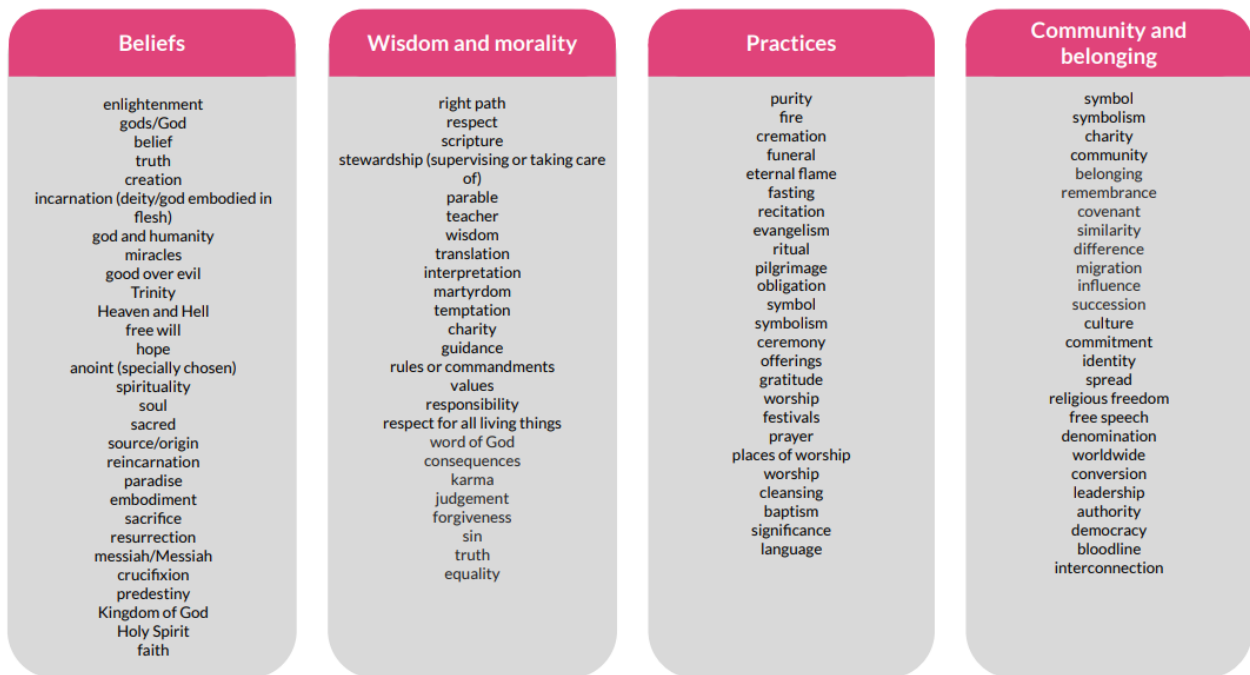 Beliefs
enlightenment
gods/God
belief
truth
creation
incarnation (deity/god embodied in
flesh)
god and humanity
miracles
good over evil
Trinity
Heaven and Hell
free will
hope
anoint (specially chosen)
spirituality
soul
sacred
source/origin
reincarnation
paradise
embodiment
sacrifice
resurrection
messiah/Messiah
crucifixion
predestiny
Kingdom of God
Holy Spirit
faith
Wisdom and morality
right path
respect
scripture
stewardship (supervising or taking care
of)
parable
teacher
wisdom
translation
interpretation
martyrdom
temptation
charity
guidance
rules or commandments
values
responsibility
respect for all living things
word of God
consequences
karma
judgement
forgiveness
sin
truth
equality
Practices
purity
fire
cremation
funeral
eternal flame
fasting
recitation
evangelism
ritual
pilgrimage
obligation
symbol
symbolism
ceremony
offerings
gratitude
worship
festivals
prayer
places of worship
worship
cleansing
baptism
significance
language
Community and
belonging
symbol
symbolism
charity
community
belonging
remembrance
covenant
similarity
difference
migration
influence
succession
culture
commitment
identity
spread
religious freedom
free speech
denomination
worldwide
conversion
leadership
authority
democracy
bloodline
interconnection